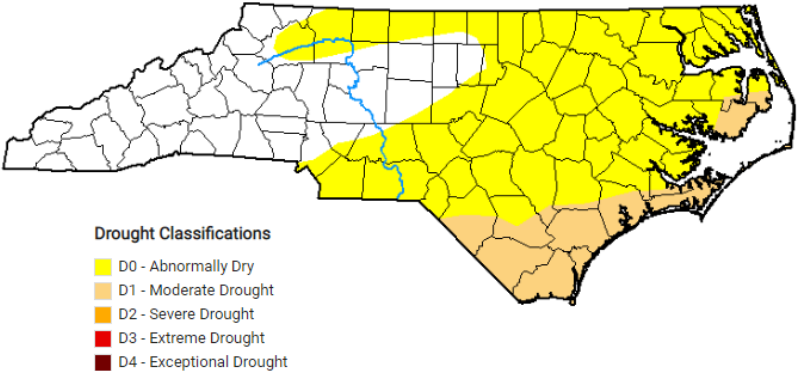 Drought Classifications
D0 - Abnormally Dry
D1 - Moderate Drought
D2 - Severe Drought
D3 - Extreme Drought
D4 - Exceptional Drought